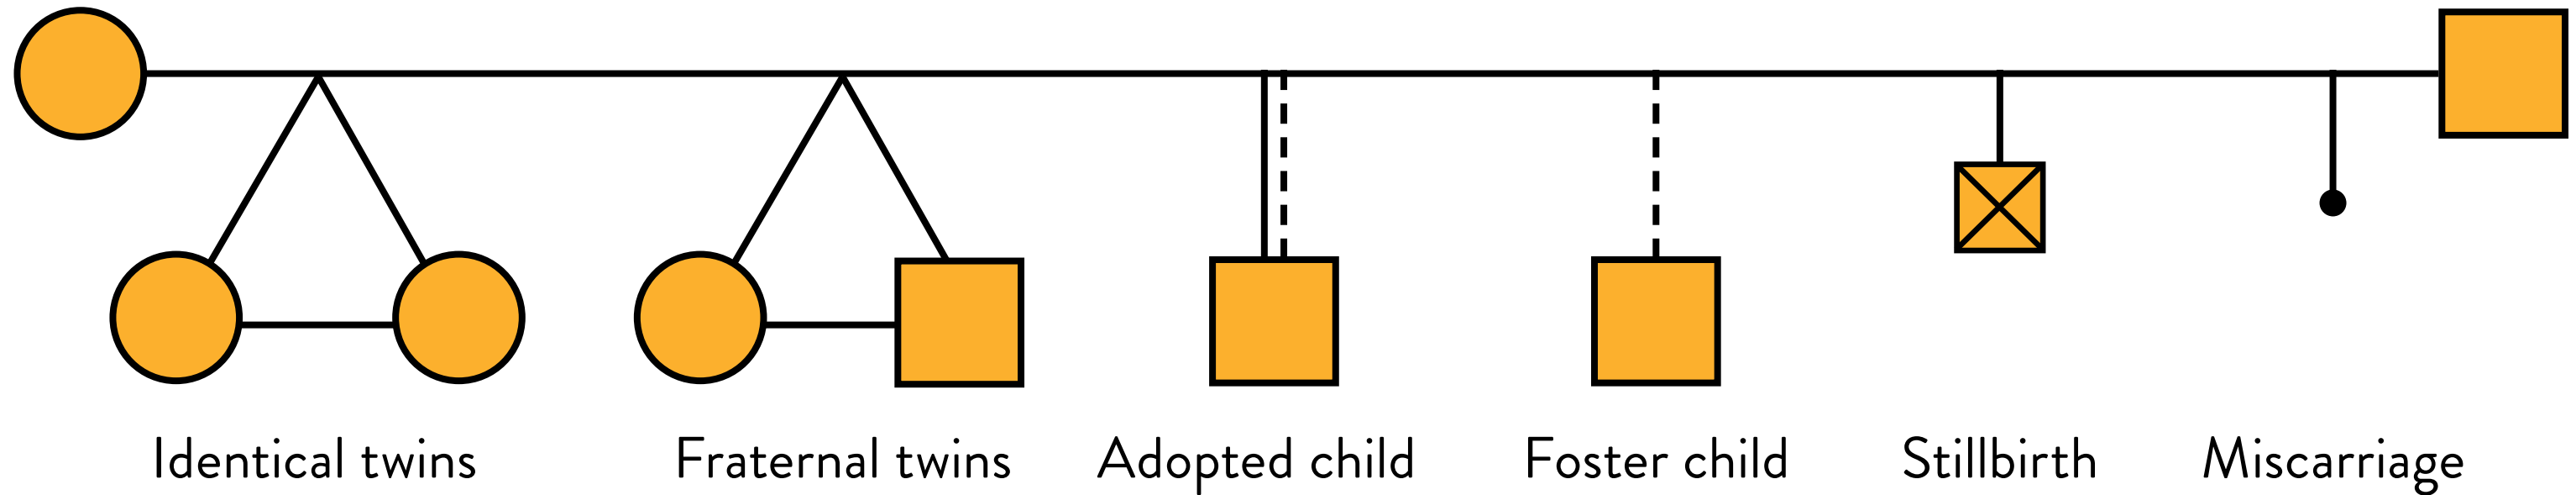 Identical twins
Fraternal twins
Adopted child
Foster child
Stillbirth
Miscarriage